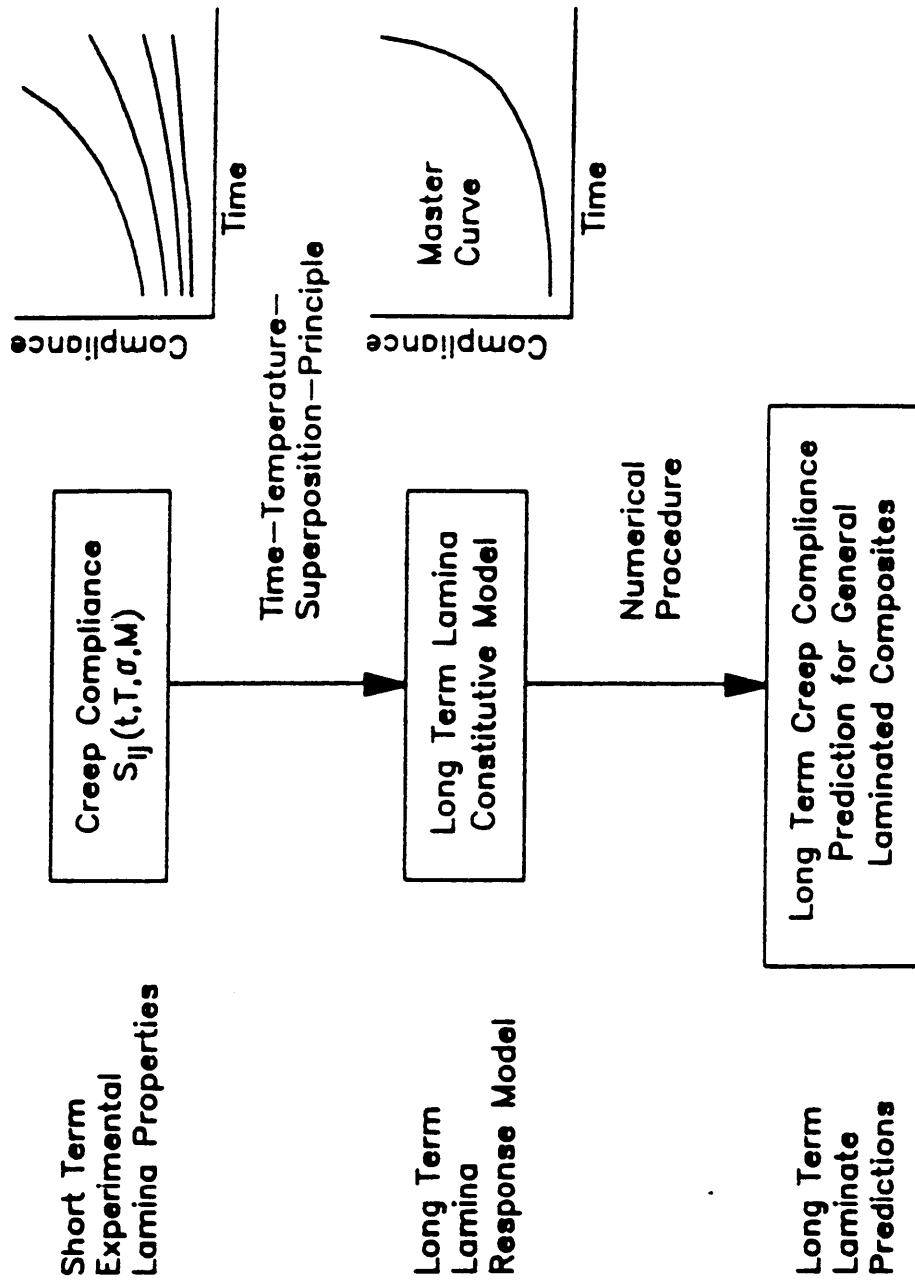 Short Term
Experimental
Lamina Properties
Creep Compliance
S_ij(t,T,σ,M)
Compliance
Time
Time-Temperature-
Superposition-Principle
Long Term
Lamina
Response Model
Long Term Lamina
Constitutive Model
Compliance
Master
Curve
Time
Numerical
Procedure
Long Term
Laminate
Predictions
Long Term Creep Compliance
Prediction for General
Laminated Composites